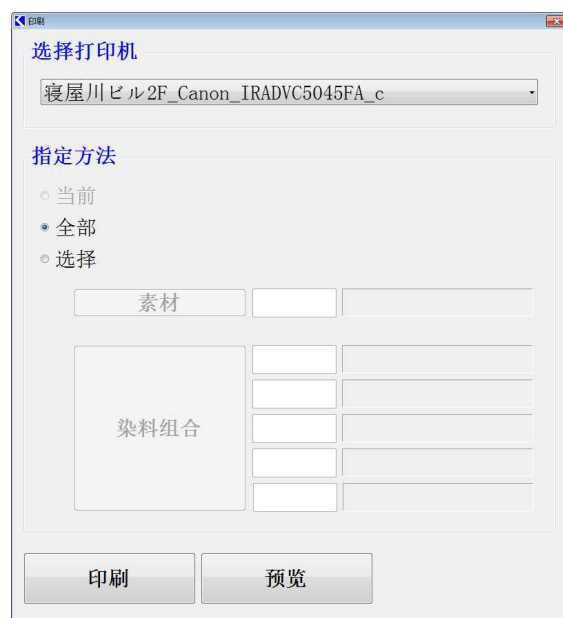 印刷
选择打印机
寝屋川ビル2F_Canon_IRADVC5045FA_c
指定方法
当前
全部
选择
素材
染料组合
印刷
预览